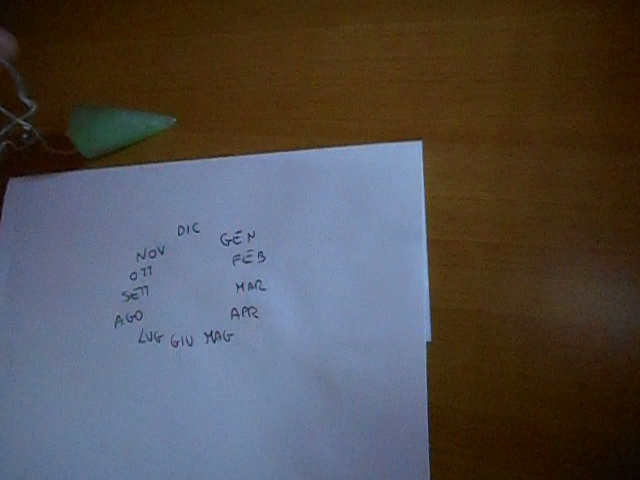 DIC
GEN
FEB
MAR
APR
MAG
GIU
LUG
AGO
SETT
OTT
NOV